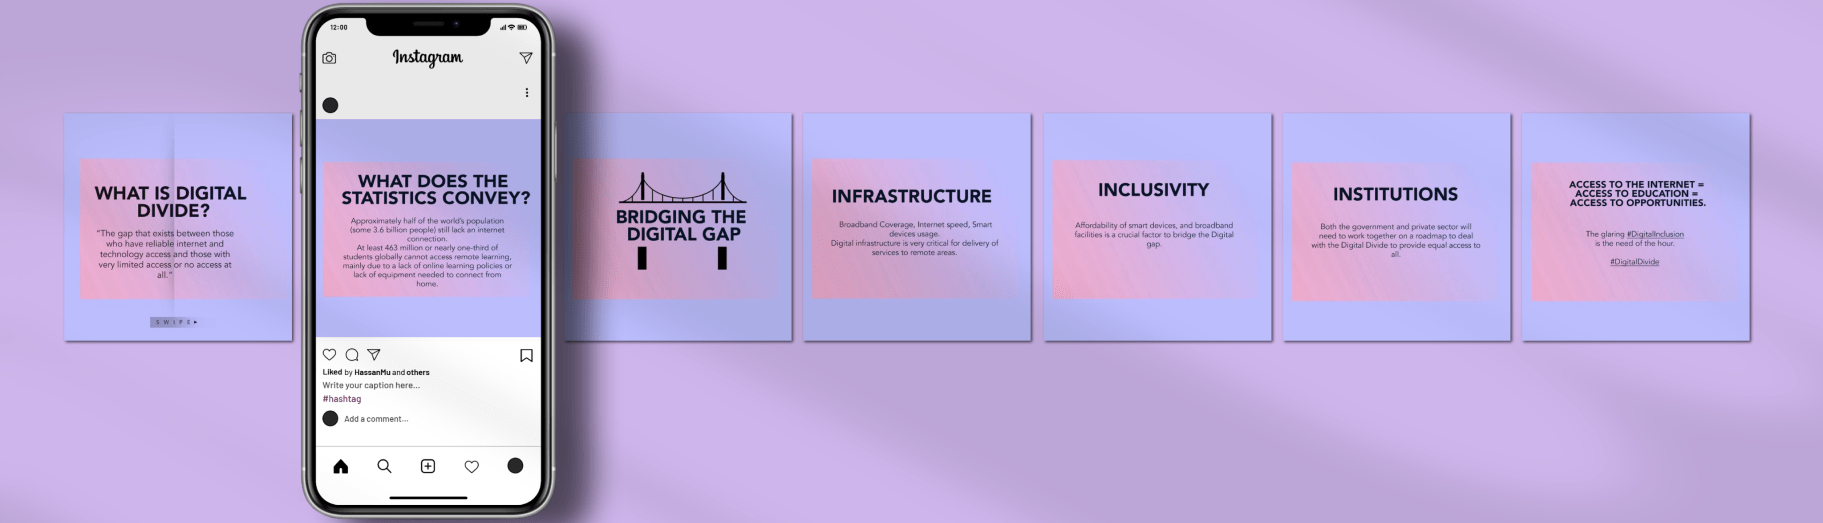 WHAT IS DIGITAL
DIVIDE?
"The gap that exists between those
who have reliable internet and
technology access and those with
very limited access or no access at
all."
SWIPE
12:00
Instagram
WHAT DOES THE
STATISTICS CONVEY?
Approximately half of the world's population
(some 3.6 billion people) still lack an internet
connection.
At least 463 million or nearly one-third of
students globally cannot access remote learning,
mainly due to a lack of online learning policies or
lack of equipment needed to connect from
home.
Liked by HassanMu and others
Write your caption here...
#hashtag
Add a comment...
BRIDGING THE
DIGITAL GAP
INFRASTRUCTURE
Broadband Coverage, Internet speed, Smart
devices usage.
Digital infrastructure is very critical for delivery of
services to remote areas.
INCLUSIVITY
Affordability of smart devices, and broadband
facilities is a crucial factor to bridge the Digital
gap.
INSTITUTIONS
Both the government and private sector will
need to work together on a roadmap to deal
with the Digital Divide to provide equal access to
all.
ACCESS TO THE INTERNET =
ACCESS TO EDUCATION =
ACCESS TO OPPORTUNITIES.
The glaring #DigitalInclusion
is the need of the hour.
#DigitalDivide